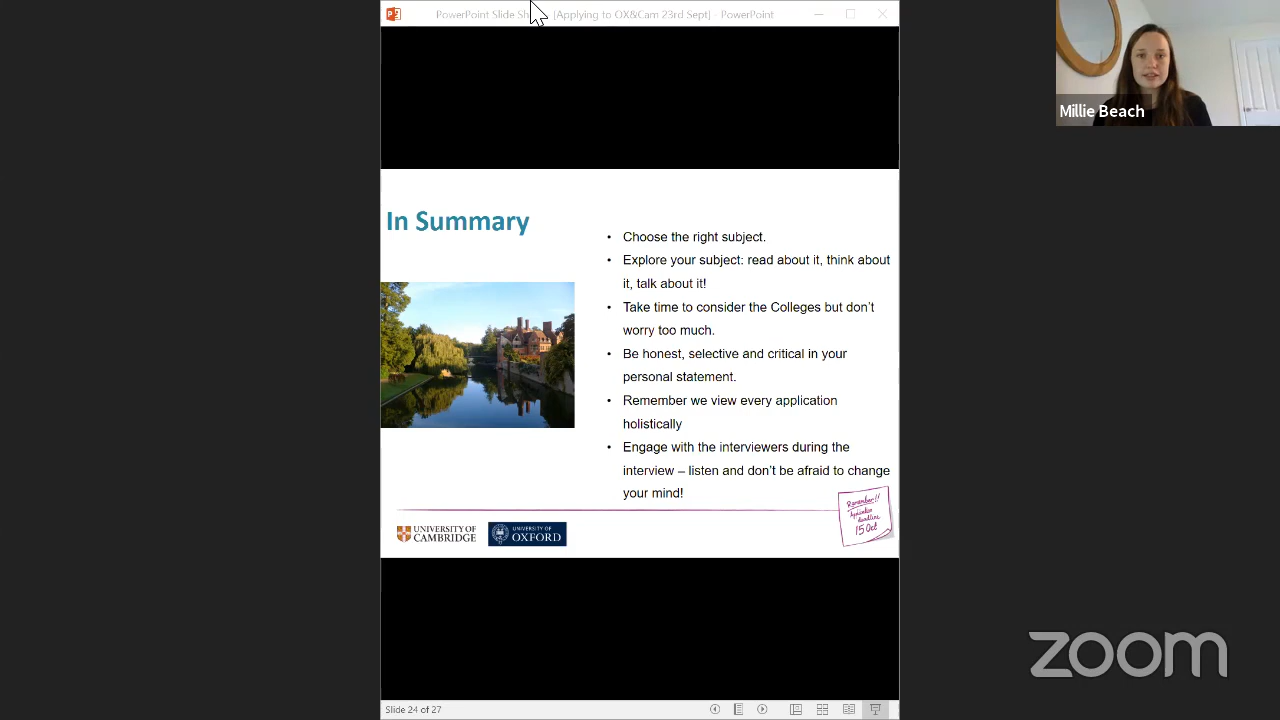 PowerPoint Slide Sh [Applying to OX&Cam 23rd Sept] - PowerPoint
Millie Beach
In Summary
• Choose the right subject.
• Explore your subject: read about it, think about
it, talk about it!
• Take time to consider the Colleges but don't
worry too much.
• Be honest, selective and critical in your
personal statement.
• Remember we view every application
holistically
• Engage with the interviewers during the
interview – listen and don't be afraid to change
your mind!
Remember!!
Application
deadline
15 Oct
UNIVERSITY OF
CAMBRIDGE
UNIVERSITY OF
OXFORD
zoom
Slide 24 of 27